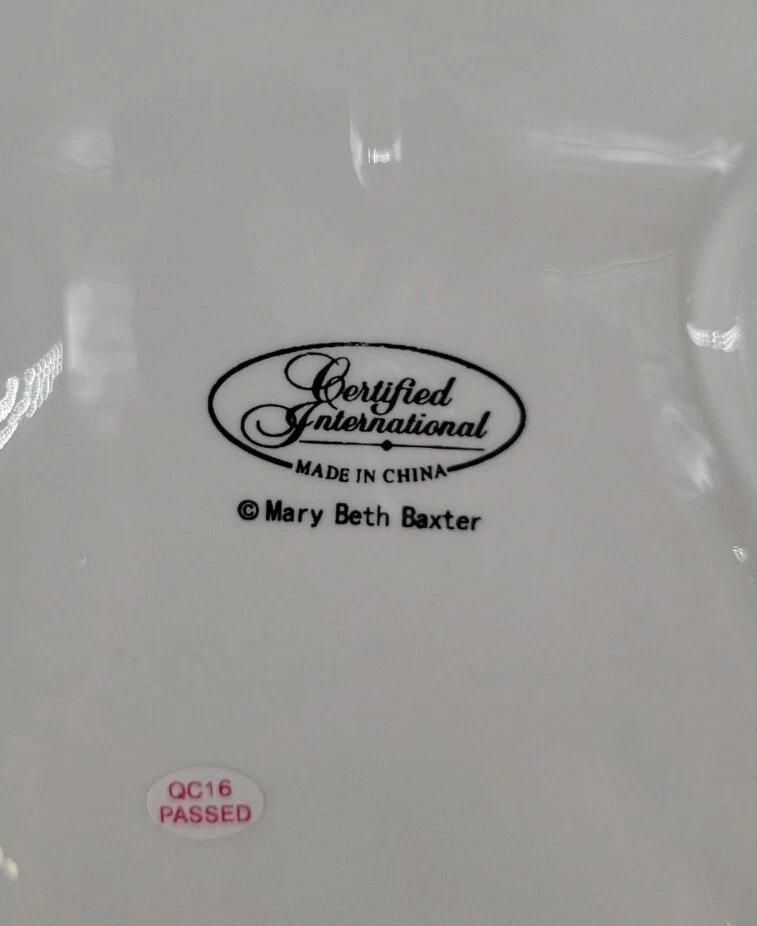 Certified
International
MADE IN CHINA
© Mary Beth Baxter
QC16
PASSED